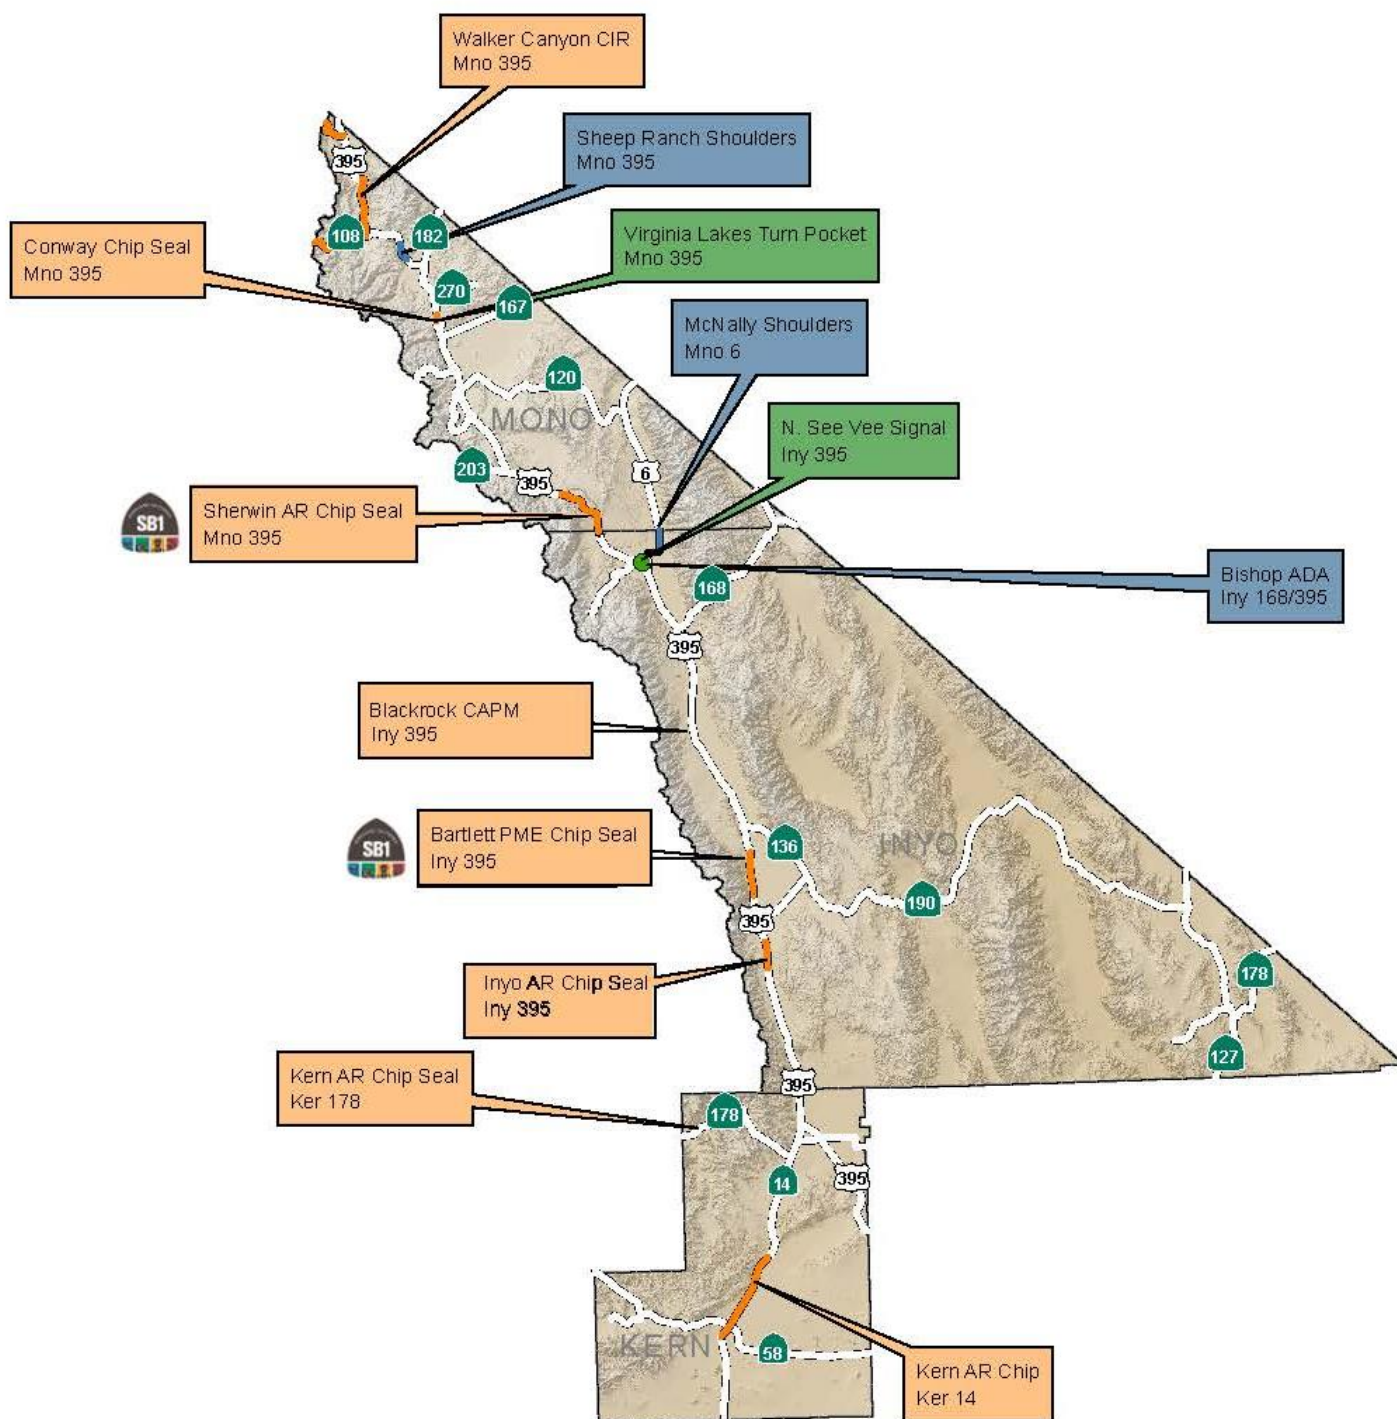 Walker Canyon CIR
Mno 395
Sheep Ranch Shoulders
Mno 395
395
Conway Chip Seal
Mno 395
108
182
Virginia Lakes Turn Pocket
Mno 395
270
167
McNally Shoulders
Mno 6
120
MONO
N. See Vee Signal
Iny 395
203
395
6
SB1
Sherwin AR Chip Seal
Mno 395
168
Bishop ADA
Iny 168/395
395
Blackrock CAPM
Iny 395
SB1
Bartlett PME Chip Seal
Iny 395
136
INYO
190
395
Inyo AR Chip Seal
Iny 395
178
127
Kern AR Chip Seal
Ker 178
395
178
14
395
KERN
58
Kern AR Chip
Ker 14